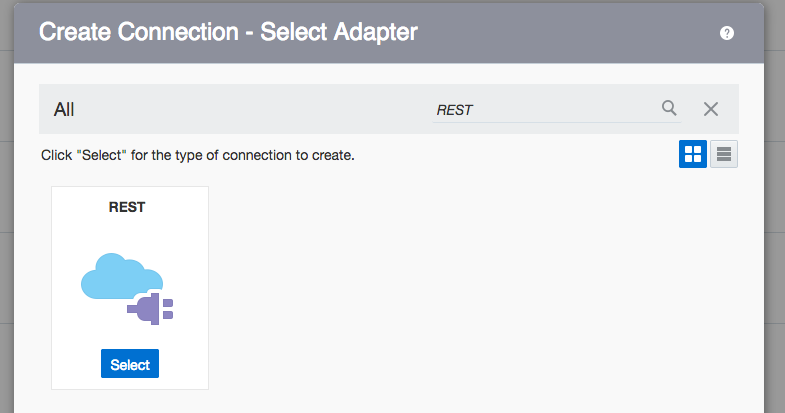 Create Connection - Select Adapter
?
All
REST
Click "Select" for the type of connection to create.
REST
Select